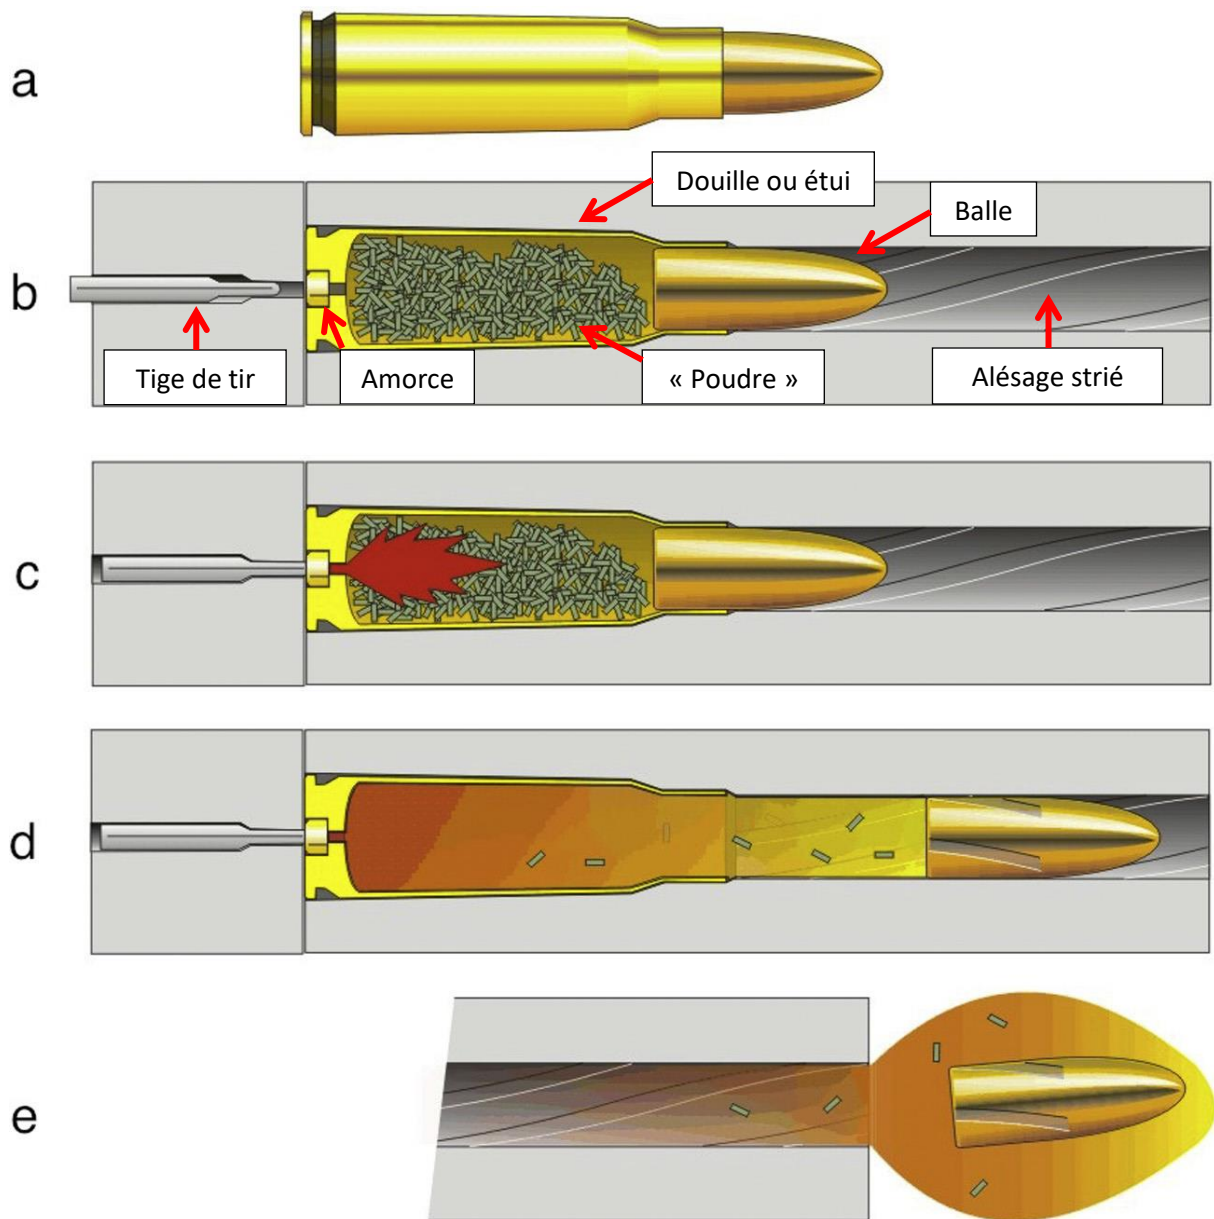 a
Douille ou étui
Balle
b
Tige de tir
Amorce
« Poudre »
Alésage strié
c
d
e